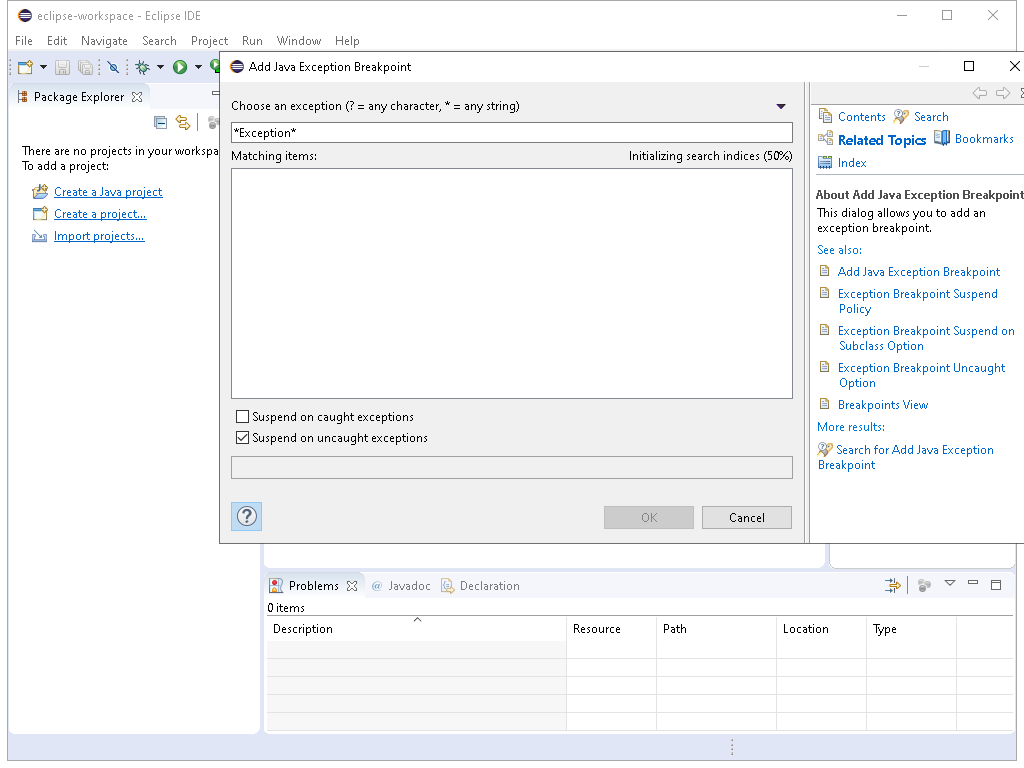 eclipse-workspace - Eclipse IDE
File Edit Navigate Search Project Run Window Help
Package Explorer
There are no projects in your workspa
To add a project:
Create a Java project
Create a project...
Import projects...
Add Java Exception Breakpoint
Choose an exception (? = any character, * = any string)
*Exception*
Matching items: Initializing search indices (50%)
Suspend on caught exceptions
Suspend on uncaught exceptions
OK Cancel
Contents Search
Related Topics Bookmarks
Index
About Add Java Exception Breakpoint
This dialog allows you to add an
exception breakpoint.
See also:
Add Java Exception Breakpoint
Exception Breakpoint Suspend
Policy
Exception Breakpoint Suspend on
Subclass Option
Exception Breakpoint Uncaught
Option
Breakpoints View
More results:
Search for Add Java Exception
Breakpoint
Problems @ Javadoc Declaration
0 items
Description Resource Path Location Type